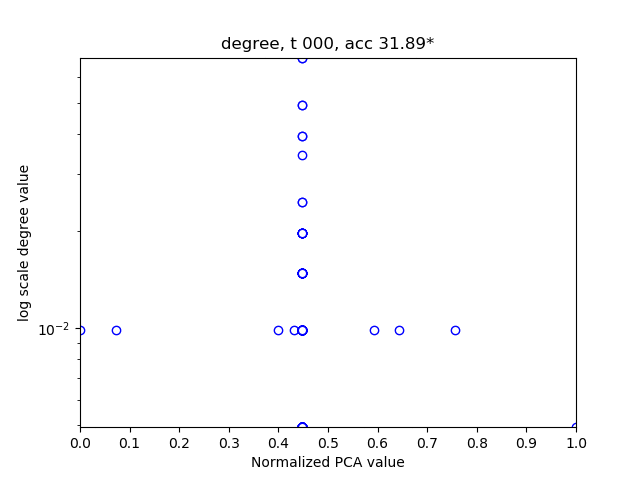 degree, t 000, acc 31.89*
log scale degree value
10⁻²
0.0 0.1 0.2 0.3 0.4 0.5 0.6 0.7 0.8 0.9 1.0
Normalized PCA value